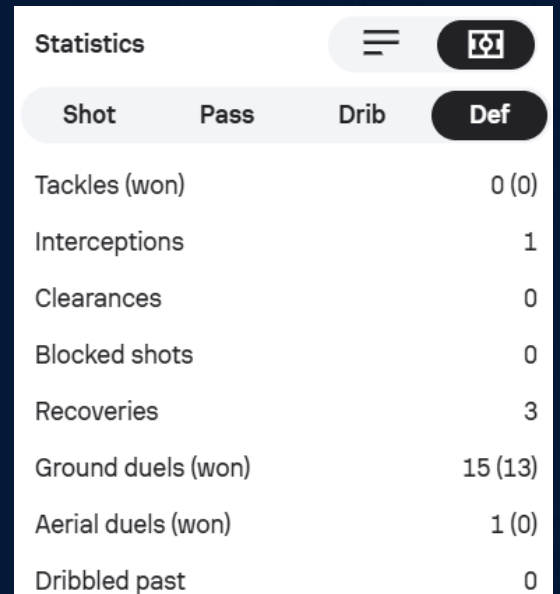 Statistics
Shot Pass Drib Def
Tackles (won) 0 (0)
Interceptions 1
Clearances 0
Blocked shots 0
Recoveries 3
Ground duels (won) 15 (13)
Aerial duels (won) 1 (0)
Dribbled past 0